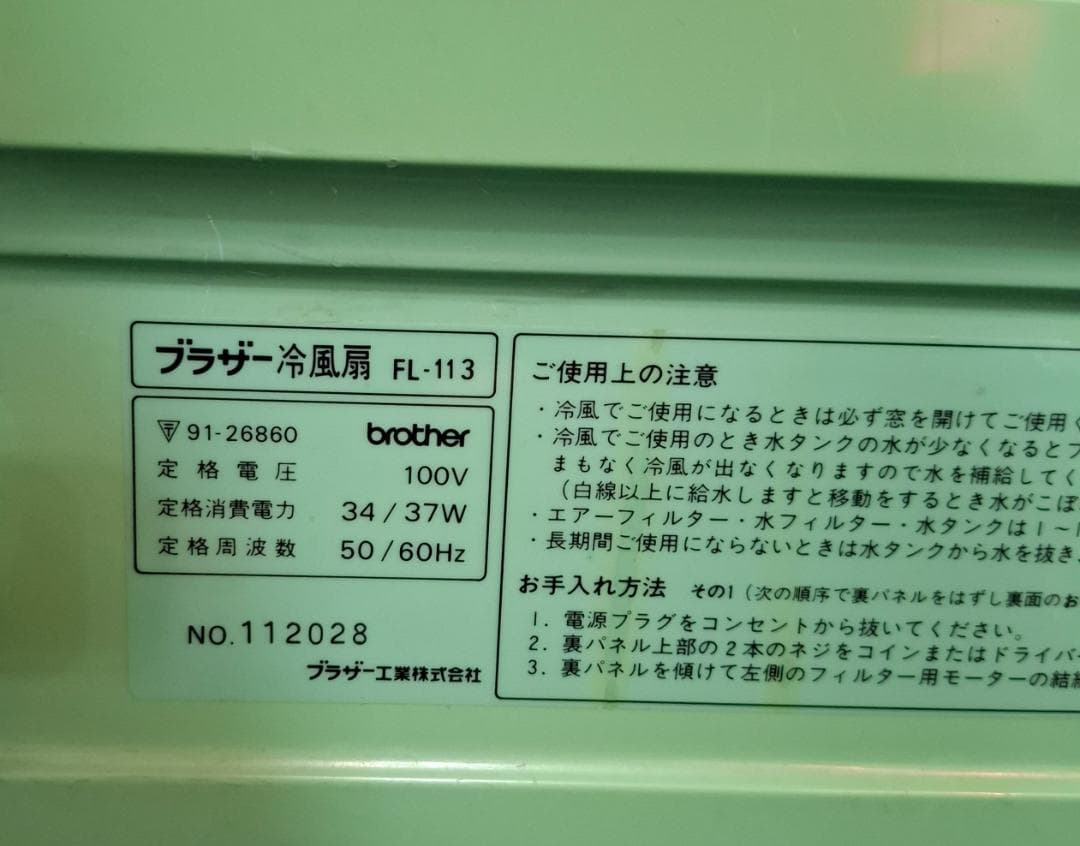 ブラザー冷風扇 FL-113
〒 91-26860 brother
定格電圧 100V
定格消費電力 34/37W
定格周波数 50/60Hz
NO.112028
ブラザー工業株式会社
ご使用上の注意
・冷風でご使用になるときは必ず窓を開けてご使用く
・冷風でご使用のとき水タンクの水が少なくなるとブ
まもなく冷風が出なくなりますので水を補給してく
（白線以上に給水しますと移動をするとき水がこぼ
・エアーフィルター・水フィルター・水タンクは1～1
・長期間ご使用にならないときは水タンクから水を抜き
お手入れ方法 その1（次の順序で裏パネルをはずし裏面のお
1. 電源プラグをコンセントから抜いてください。
2. 裏パネル上部の2本のネジをコインまたはドライバ
3. 裏パネルを傾けて左側のフィルター用モーターの結